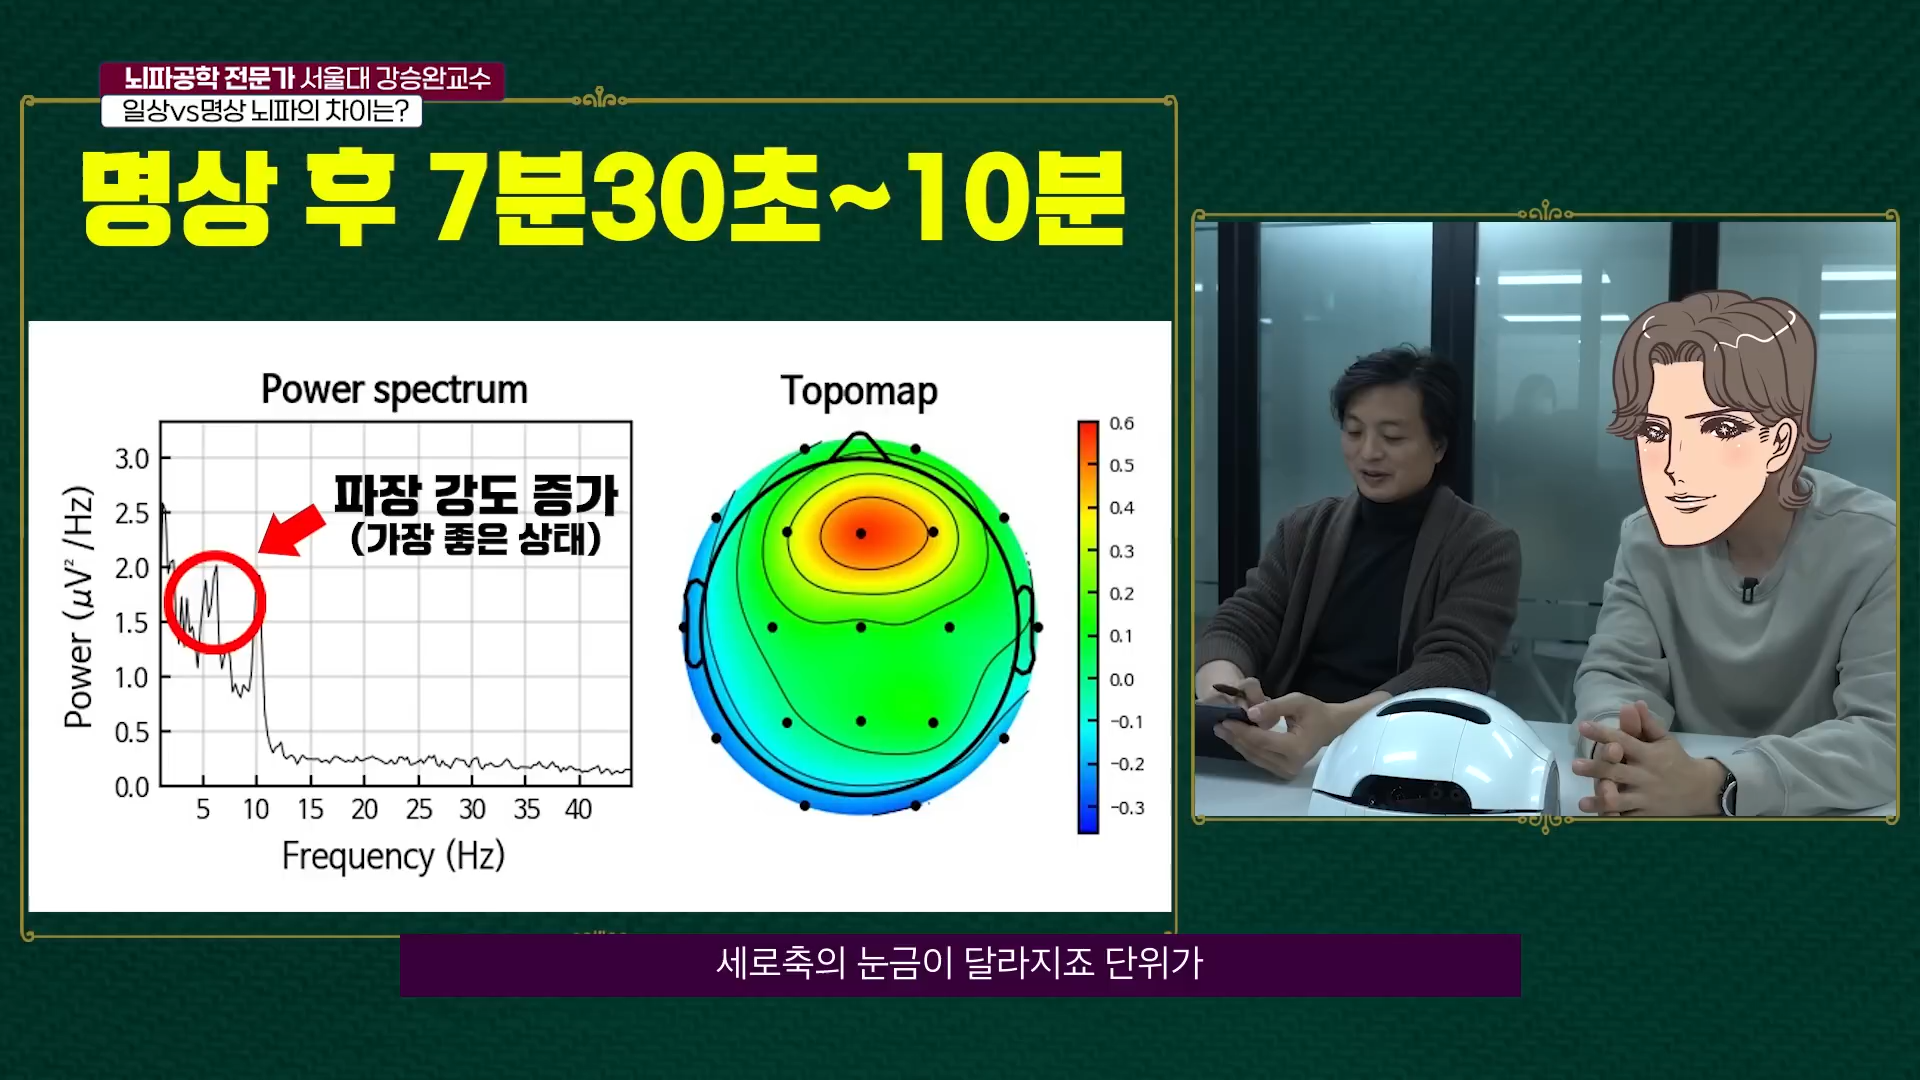 뇌파공학 전문가 서울대 강승완교수
일상vs명상 뇌파의 차이는?
명상 후 7분30초~10분
Power spectrum
Power (μV² /Hz)
3.0
2.5
2.0
1.5
1.0
0.5
0.0
파장 강도 증가
(가장 좋은 상태)
5 10 15 20 25 30 35 40
Frequency (Hz)
Topomap
0.6
0.5
0.4
0.3
0.2
0.1
0.0
−0.1
−0.2
−0.3
세로축의 눈금이 달라지죠 단위가